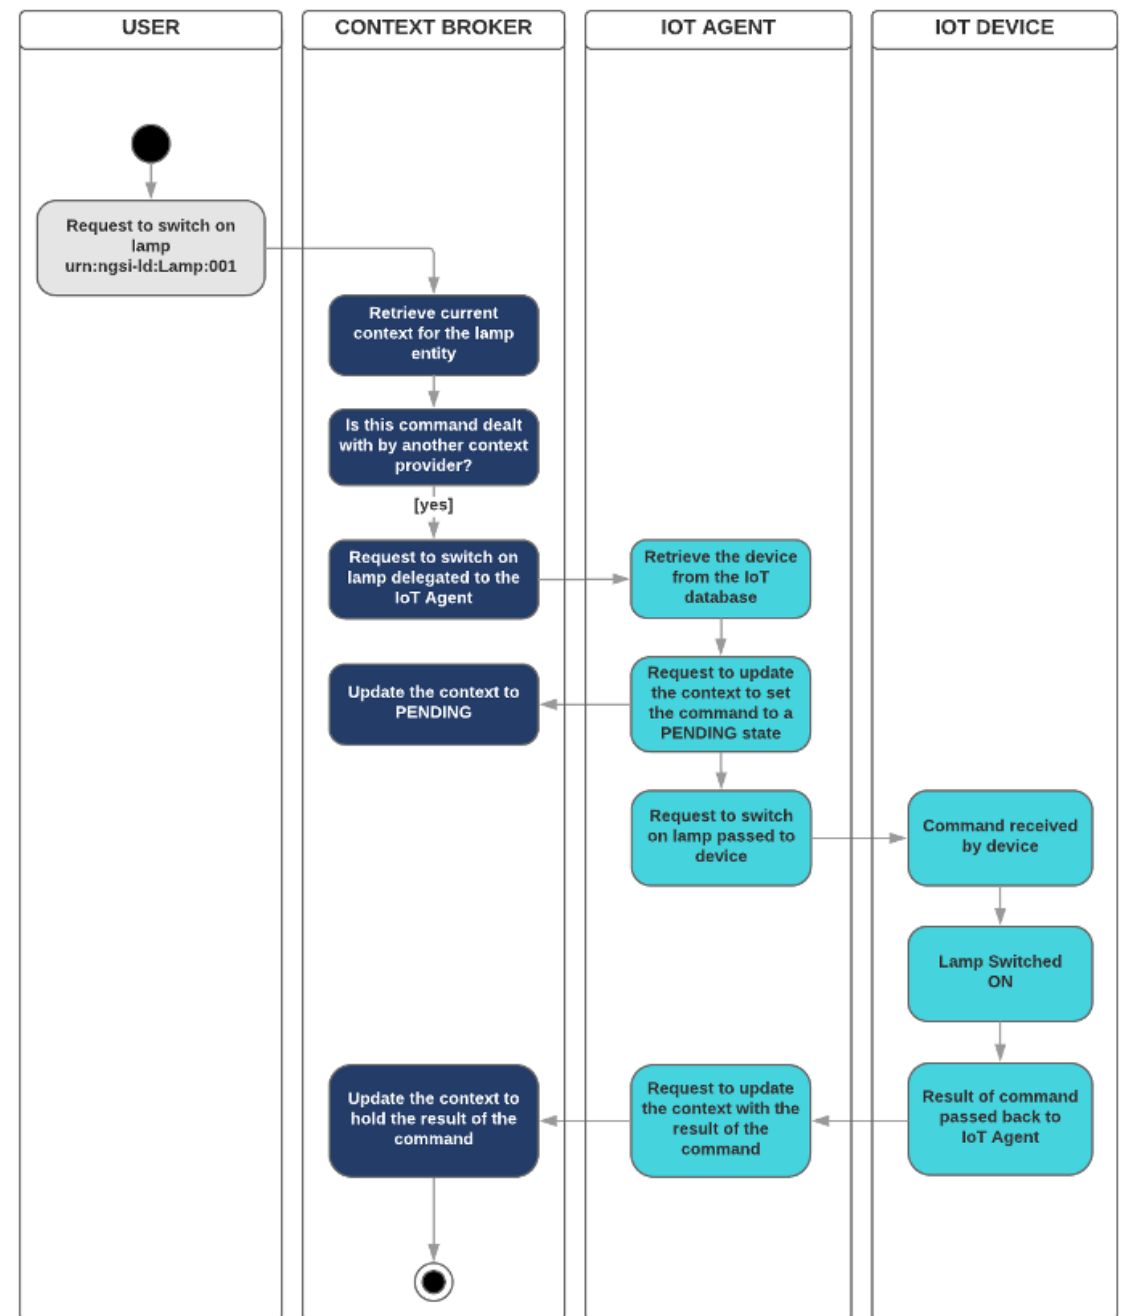 USER
CONTEXT BROKER
IOT AGENT
IOT DEVICE
Request to switch on
lamp
urn:ngsi-ld:Lamp:001
Retrieve current
context for the lamp
entity
Is this command dealt
with by another context
provider?
[yes]
Request to switch on
lamp delegated to the
IoT Agent
Retrieve the device
from the IoT
database
Request to update
the context to set
the command to a
PENDING state
Update the context to
PENDING
Request to switch
on lamp passed to
device
Command received
by device
Lamp Switched
ON
Result of command
passed back to
IoT Agent
Request to update
the context with the
result of the
command
Update the context to
hold the result of the
command